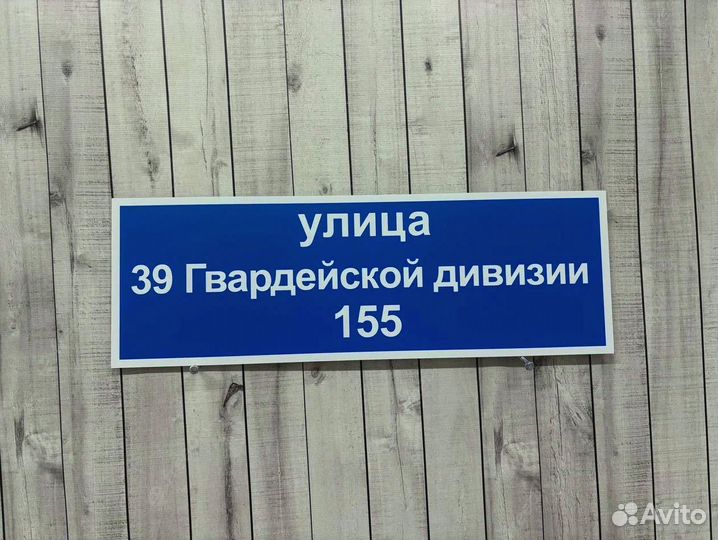 улица
39 Гвардейской дивизии
155
Avito